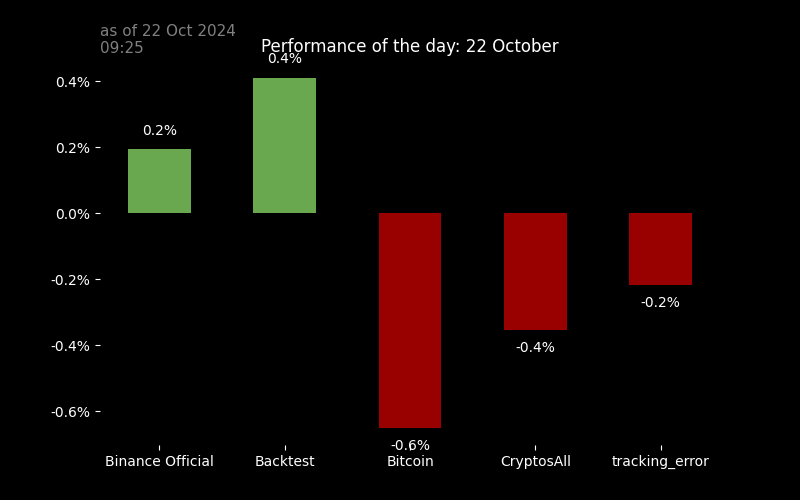 as of 22 Oct 2024
09:25
Performance of the day: 22 October
0.4%
0.2%
0.0%
-0.2%
-0.4%
-0.6%
0.2%
0.4%
-0.6%
-0.4%
-0.2%
Binance Official
Backtest
Bitcoin
CryptosAll
tracking_error